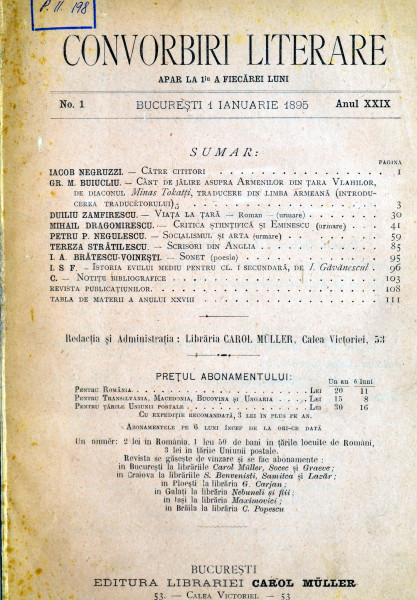 P. II. 198
CONVORBIRI LITERARE
APAR LA 1iu A FIECĂREI LUNI
No. 1 BUCURESTI 1 IANUARIE 1895 Anul XXIX
SUMAR:
PAGINA
IACOB NEGRUZZI. — CĂTRE CITITORI . . . . . . . 1
GR. M. BUICLIU. — CÂNT DE JĂLIRE ASUPRA ARMENILOR DIN ŢARA VLAHILOR,
DE DIACONUL Minas Tokatţi, TRADUCERE DIN LIMBA ARMEANĂ (INTRODU-
CEREA TRADUCĔTORULUI) . . . . . . . 3
DUILIU ZAMFIRESCU. — VIAŢA LA ŢARĂ — Roman — (urmare) . . . . 30
MIHAIL DRAGOMIRESCU. — CRITICA ŞTIINŢIFICĂ ŞI EMINESCU (urmare) . . 41
PETRU P. NEGULESCU. — SOCIALISMUL ŞI ARTA (urmare) . . . . 59
TEREZA STRĂTILESCU. — SCRISORI DIN ANGLIA . . . . . 85
I. A. BRĂTESCU-VOINEŞTI. — SONET (poesie) . . . . . 95
I. S F. — ISTORIA EVULUI MEDIU PENTRU CL. I SECUNDARĂ, DE I. Găvănescul . 96
C. — NOTIŢE BIBLIOGRAFICE . . . . . . 103
REVISTA PUBLICAŢIUNILOR . . . . . . 108
TABLA DE MATERII A ANULUI XXVIII . . . . . . 111
Redacţia şi Administraţia : Librăria CAROL MÜLLER, Calea Victoriei, 53
PREŢUL ABONAMENTULUI:
Un an 6 luni
PENTRU ROMÂNIA . . . . . . LEI 20 11
PENTRU TRANSILVANIA, MACEDONIA, BUCOVINA ŞI UNGARIA . . . . LEI 15 8
PENTRU ŢĂRILE UNIUNII POSTALE . . . . . . LEI 30 16
CU EXPEDIŢIE RECOMANDATĂ, 3 LEI ÎN PLUS PE AN.
ABONAMENTELE PE 6 LUNI ÎNCEP DE LA ORI-CE DATĂ
Un numĕr: 2 lei în România, 1 leu 50 de bani în ţările locuite de Români,
3 lei în ţările Uniunii postale.
Revista se găseşte de vînzare şi se fac abonamente :
în Bucureşti la librăriile Carol Müller, Socec şi Graeve;
în Craiova la librăriile S. Benvenisti, Samitca şi Lazăr;
în Ploeşti la librăria G. Carjan;
în Galaţi la librăria Nebuneli şi fiii;
în Iaşi la librăria Maximovici;
în Brăila la librăria C. Popescu
BUCUREŞTI
EDITURA LIBRARIEI CAROL MÜLLER
53. — CALEA VICTORIEI. — 53